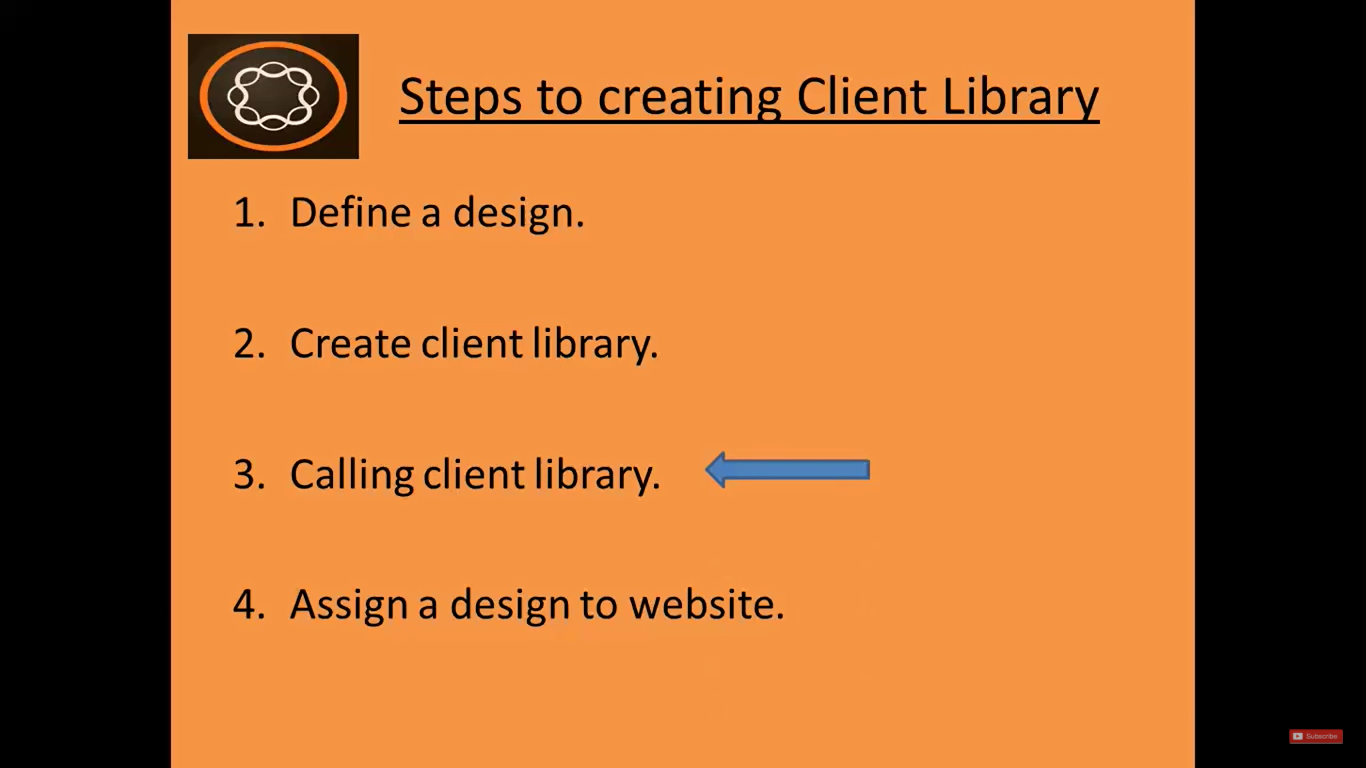 Steps to creating Client Library
1. Define a design.
2. Create client library.
3. Calling client library.
4. Assign a design to website.
Subscribe